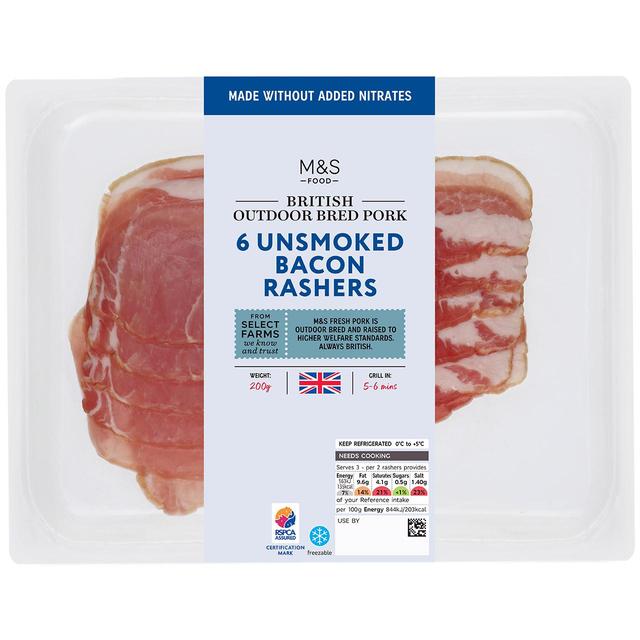 MADE WITHOUT ADDED NITRATES
M&S
FOOD
BRITISH
OUTDOOR BRED PORK
6 UNSMOKED
BACON
RASHERS
FROM
SELECT
FARMS
we know
and trust
M&S FRESH PORK IS
OUTDOOR BRED AND RAISED TO
HIGHER WELFARE STANDARDS.
ALWAYS BRITISH.
WEIGHT:
200g
GRILL IN:
5-6 mins
KEEP REFRIGERATED 0°C to +5°C
NEEDS COOKING
Serves 3 - per 2 rashers provides
Energy Fat Saturates Sugars Salt
9.6g 4.1g 0.5g 1.40g
139kcal
7% 14% 21% <1% 23%
of your Reference intake
per 100g Energy 844kJ/203kcal
USE BY
RSPCA
ASSURED
CERTIFICATION
MARK
freezable